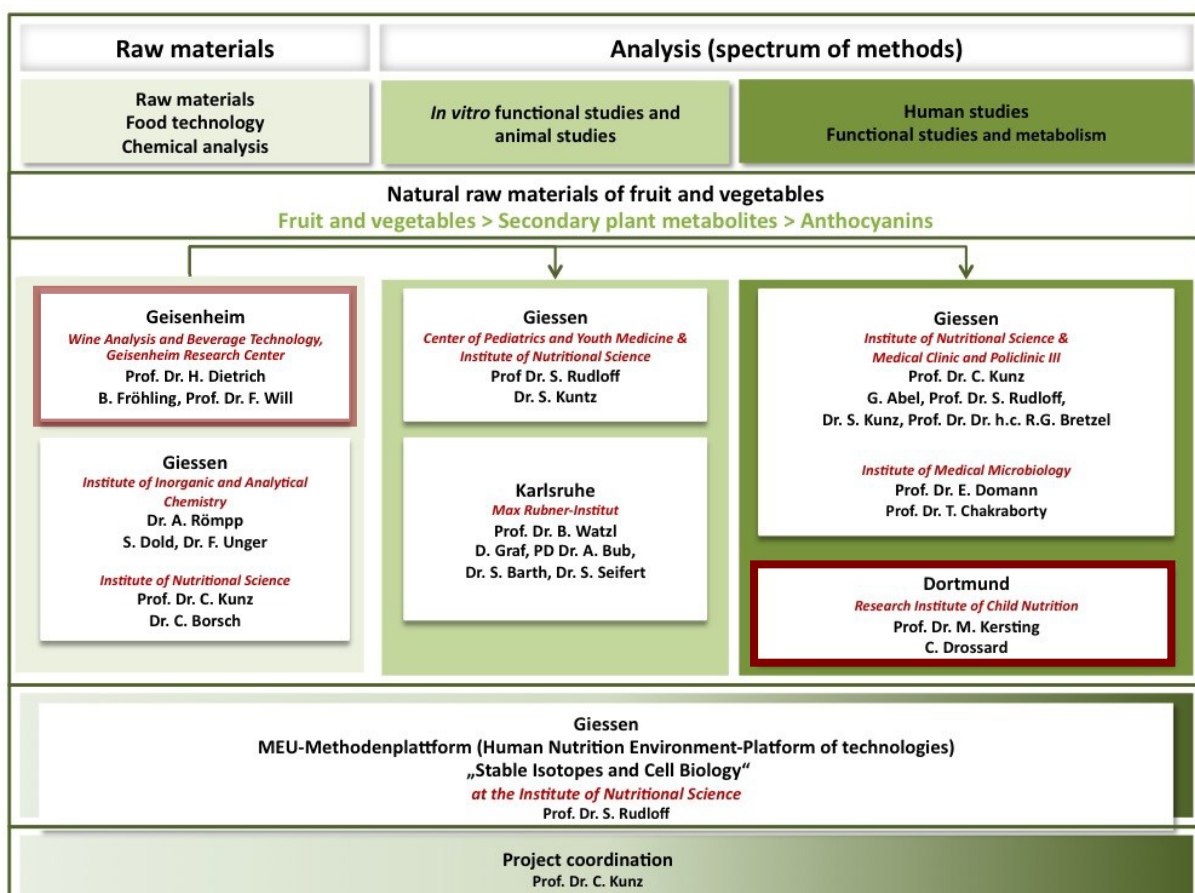 Raw materials
Analysis (spectrum of methods)
Raw materials
Food technology
Chemical analysis
In vitro functional studies and
animal studies
Human studies
Functional studies and metabolism
Natural raw materials of fruit and vegetables
Fruit and vegetables > Secondary plant metabolites > Anthocyanins
Geisenheim
Wine Analysis and Beverage Technology,
Geisenheim Research Center
Prof. Dr. H. Dietrich
B. Fröhling, Prof. Dr. F. Will
Giessen
Institute of Inorganic and Analytical
Chemistry
Dr. A. Römpp
S. Dold, Dr. F. Unger
Institute of Nutritional Science
Prof. Dr. C. Kunz
Dr. C. Borsch
Giessen
Center of Pediatrics and Youth Medicine &
Institute of Nutritional Science
Prof Dr. S. Rudloff
Dr. S. Kuntz
Karlsruhe
Max Rubner-Institut
Prof. Dr. B. Watzl
D. Graf, PD Dr. A. Bub,
Dr. S. Barth, Dr. S. Seifert
Giessen
Institute of Nutritional Science &
Medical Clinic and Policlinic III
Prof. Dr. C. Kunz
G. Abel, Prof. Dr. S. Rudloff,
Dr. S. Kunz, Prof. Dr. Dr. h.c. R.G. Bretzel
Institute of Medical Microbiology
Prof. Dr. E. Domann
Prof. Dr. T. Chakraborty
Dortmund
Research Institute of Child Nutrition
Prof. Dr. M. Kersting
C. Drossard
Giessen
MEU-Methodenplattform (Human Nutrition Environment-Platform of technologies)
„Stable Isotopes and Cell Biology“
at the Institute of Nutritional Science
Prof. Dr. S. Rudloff
Project coordination
Prof. Dr. C. Kunz